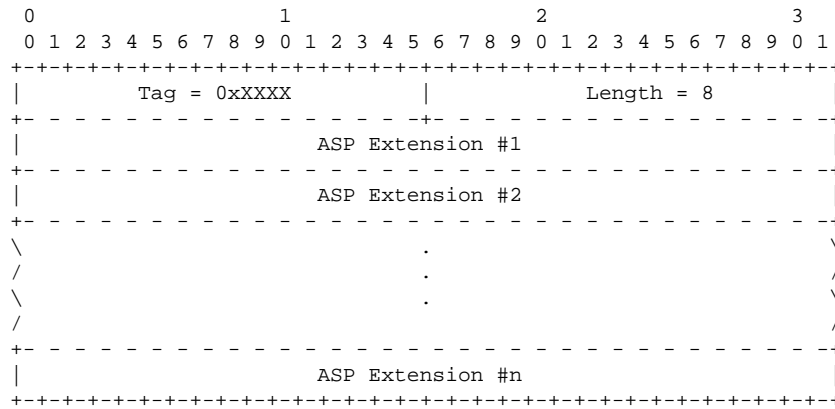 0                   1                   2                   3
 0 1 2 3 4 5 6 7 8 9 0 1 2 3 4 5 6 7 8 9 0 1 2 3 4 5 6 7 8 9 0 1
+-+-+-+-+-+-+-+-+-+-+-+-+-+-+-+-+-+-+-+-+-+-+-+-+-+-+-+-+-+-+-+-+
|         Tag = 0xXXXX          |            Length = 8         |
+- - - - - - - - - - - - - - - -+- - - - - - - - - - - - - - - -+
|                       ASP Extension #1                        |
+- - - - - - - - - - - - - - - - - - - - - - - - - - - - - - - -+
|                       ASP Extension #2                        |
+- - - - - - - - - - - - - - - - - - - - - - - - - - - - - - - -+
\                               .                               \
/                               .                               /
\                               .                               \
/                                                               /
+- - - - - - - - - - - - - - - - - - - - - - - - - - - - - - - -+
|                       ASP Extension #n                        |
+-+-+-+-+-+-+-+-+-+-+-+-+-+-+-+-+-+-+-+-+-+-+-+-+-+-+-+-+-+-+-+-+